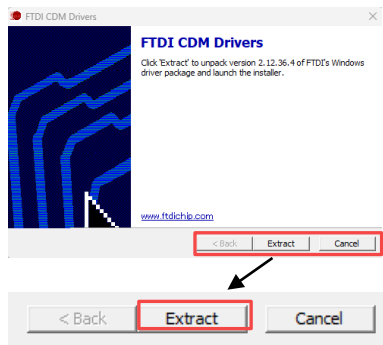 FTDI CDM Drivers
FTDI CDM Drivers
Click 'Extract' to unpack version 2.12.36.4 of FTDI's Windows
driver package and launch the installer.
www.ftdichip.com
< Back Extract Cancel
< Back Extract Cancel